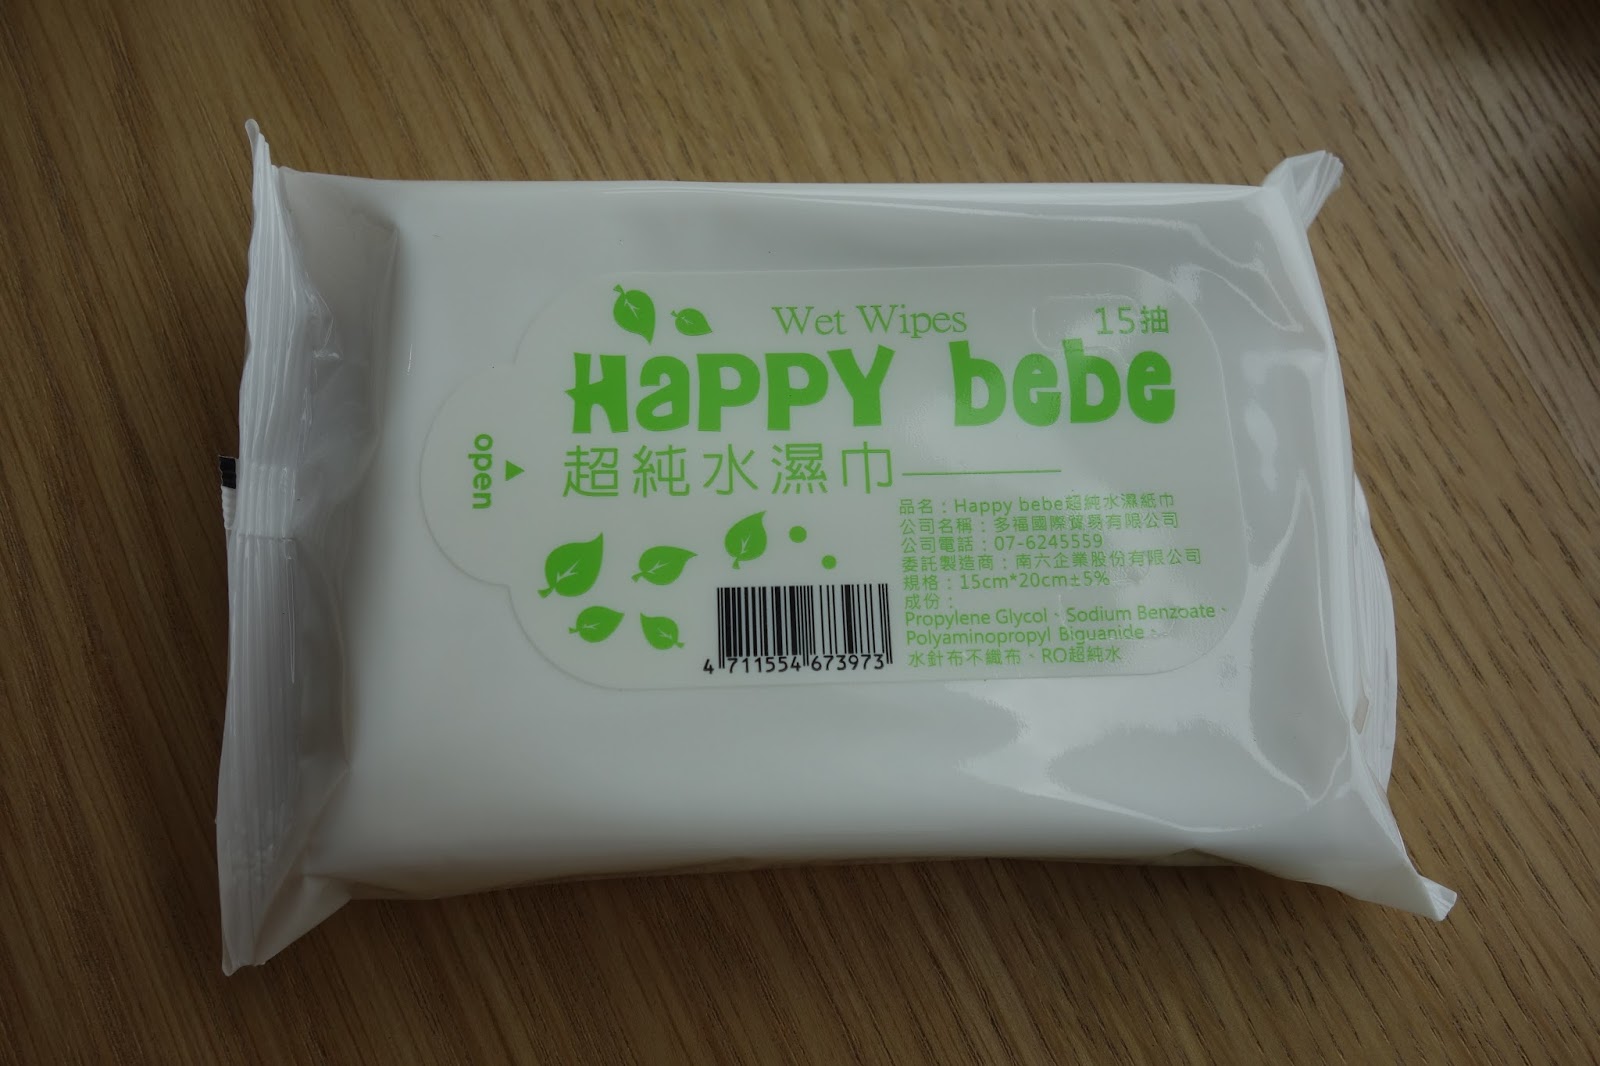 Wet Wipes 15抽
HaPPY bebe
超純水濕巾
open
品名：Happy bebe超純水濕紙巾
公司名稱：多福國際貿易有限公司
公司電話：07-6245559
委託製造商：南六企業股份有限公司
規格：15cm*20cm±5%
成份：
Propylene Glycol、Sodium Benzoate、
Polyaminopropyl Biguanide、
水針布不織布、RO超純水
4 711554 673973